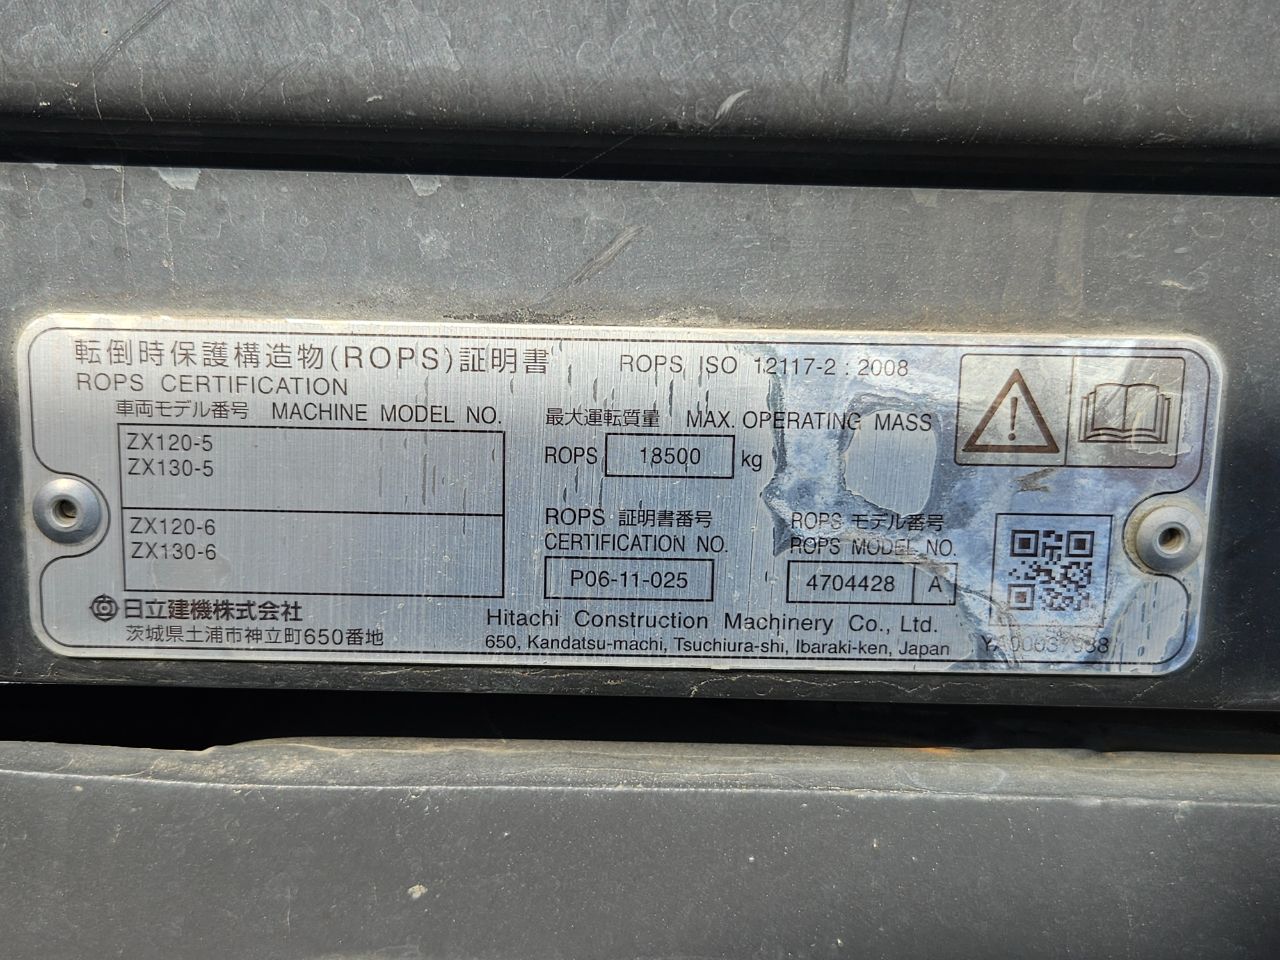 転倒時保護構造物(ROPS)証明書
ROPS CERTIFICATION
ROPS ISO 12117-2 : 2008
車両モデル番号 MACHINE MODEL NO.
ZX120-5
ZX130-5
ZX120-6
ZX130-6
最大運転質量 MAX. OPERATING MASS
ROPS 18500 kg
ROPS 証明書番号
CERTIFICATION NO.
P06-11-025
ROPS モデル番号
ROPS MODEL NO.
4704428 A
日立建機株式会社
茨城県土浦市神立町650番地
Hitachi Construction Machinery Co., Ltd.
650, Kandatsu-machi, Tsuchiura-shi, Ibaraki-ken, Japan